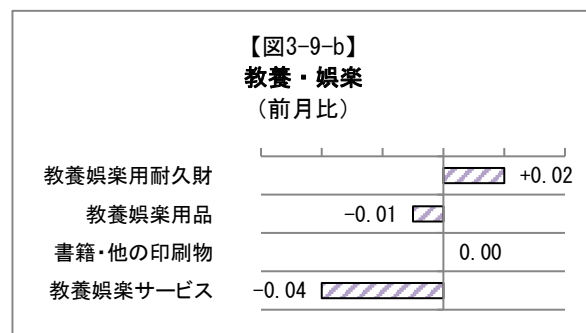 【図3-9-b】
教養・娯楽
（前月比）
教養娯楽用耐久財 +0.02
教養娯楽用品 -0.01
書籍・他の印刷物 0.00
教養娯楽サービス -0.04